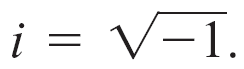 i = √−1.